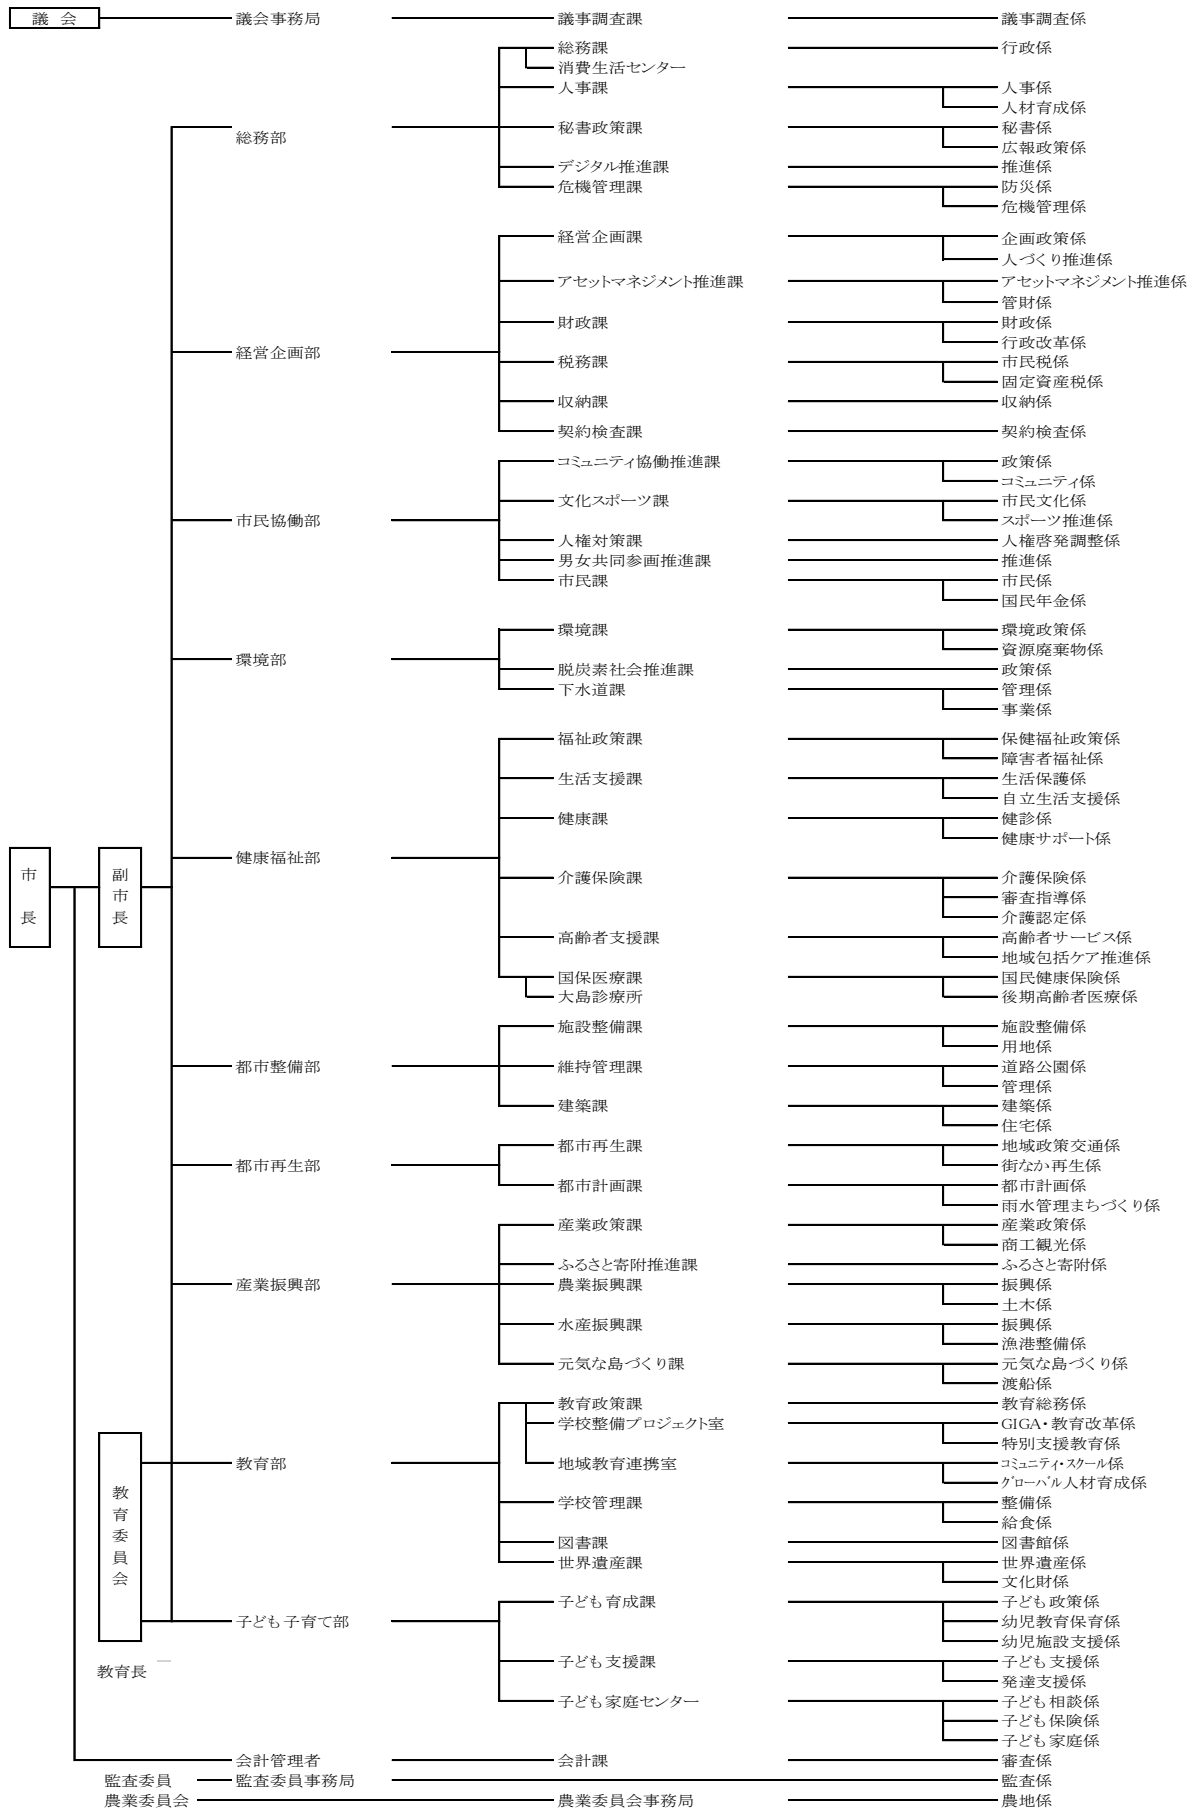 議 会 議会事務局 議事調査課 議事調査係
総務課 行政係
消費生活センター
人事課 人事係
人材育成係
総務部 秘書政策課 秘書係
広報政策係
デジタル推進課 推進係
危機管理課 防災係
危機管理係
経営企画課 企画政策係
人づくり推進係
アセットマネジメント推進課 アセットマネジメント推進係
管財係
財政課 財政係
行政改革係
経営企画部 税務課 市民税係
固定資産税係
収納課 収納係
契約検査課 契約検査係
コミュニティ協働推進課 政策係
コミュニティ係
文化スポーツ課 市民文化係
市民協働部 スポーツ推進係
人権対策課 人権啓発調整係
男女共同参画推進課 推進係
市民課 市民係
国民年金係
環境課 環境政策係
資源廃棄物係
環境部 脱炭素社会推進課 政策係
下水道課 管理係
事業係
福祉政策課 保健福祉政策係
障害者福祉係
生活支援課 生活保護係
自立生活支援係
健康課 健診係
健康サポート係
健康福祉部
市長 副市長 介護保険課 介護保険係
審査指導係
介護認定係
高齢者支援課 高齢者サービス係
地域包括ケア推進係
国保医療課 国民健康保険係
大島診療所 後期高齢者医療係
施設整備課 施設整備係
用地係
都市整備部 維持管理課 道路公園係
管理係
建築課 建築係
住宅係
都市再生課 地域政策交通係
都市再生部 街なか再生係
都市計画課 都市計画係
雨水管理まちづくり係
産業政策課 産業政策係
商工観光係
ふるさと寄附推進課 ふるさと寄附係
産業振興部 農業振興課 振興係
土木係
水産振興課 振興係
漁港整備係
元気な島づくり課 元気な島づくり係
渡船係
教育政策課 教育総務係
学校整備プロジェクト室 GIGA・教育改革係
特別支援教育係
教育部 地域教育連携室 コミュニティ・スクール係
グローバル人材育成係
教育委員会 学校管理課 整備係
給食係
図書課 図書館係
世界遺産課 世界遺産係
文化財係
子ども育成課 子ども政策係
子ども子育て部 幼児教育保育係
幼児施設支援係
教育長 子ども支援課 子ども支援係
発達支援係
子ども家庭センター 子ども相談係
子ども保険係
子ども家庭係
会計管理者 会計課 審査係
監査委員 監査委員事務局 監査係
農業委員会 農業委員会事務局 農地係